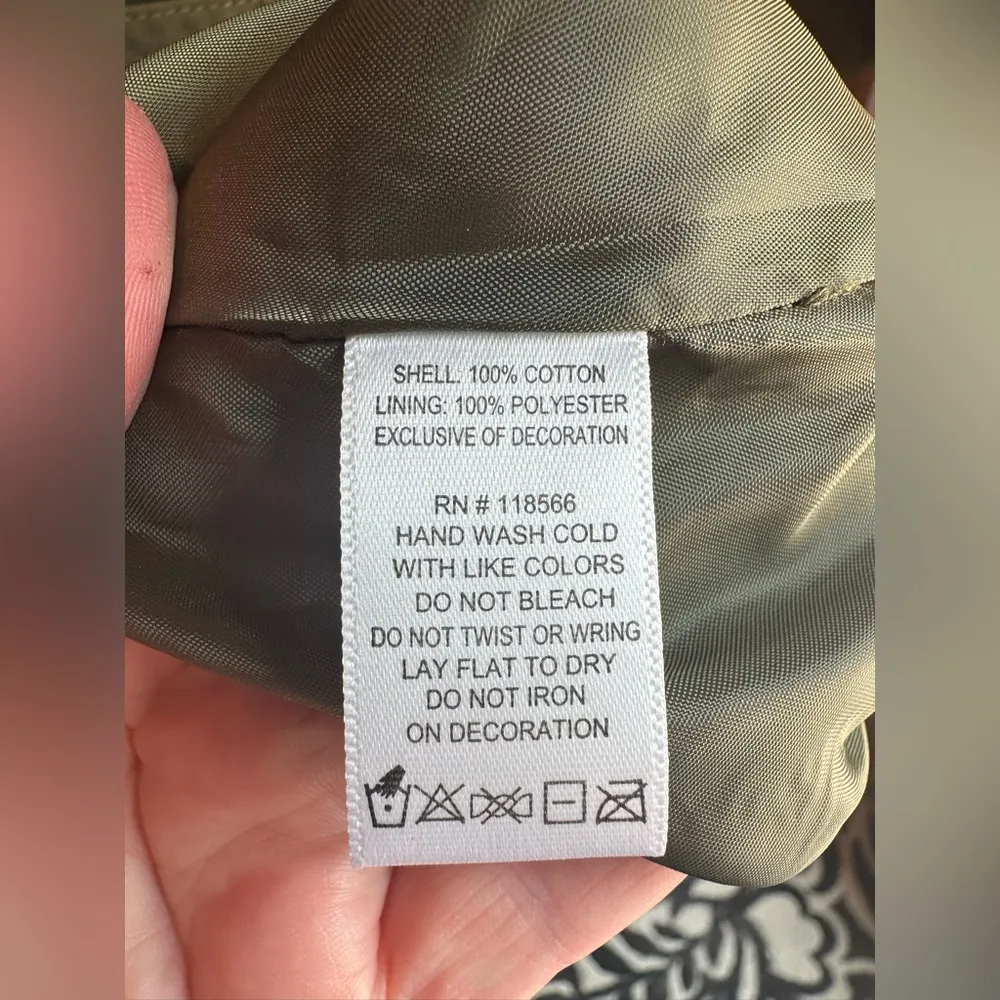 SHELL: 100% COTTON
LINING: 100% POLYESTER
EXCLUSIVE OF DECORATION
RN # 118566
HAND WASH COLD
WITH LIKE COLORS
DO NOT BLEACH
DO NOT TWIST OR WRING
LAY FLAT TO DRY
DO NOT IRON
ON DECORATION